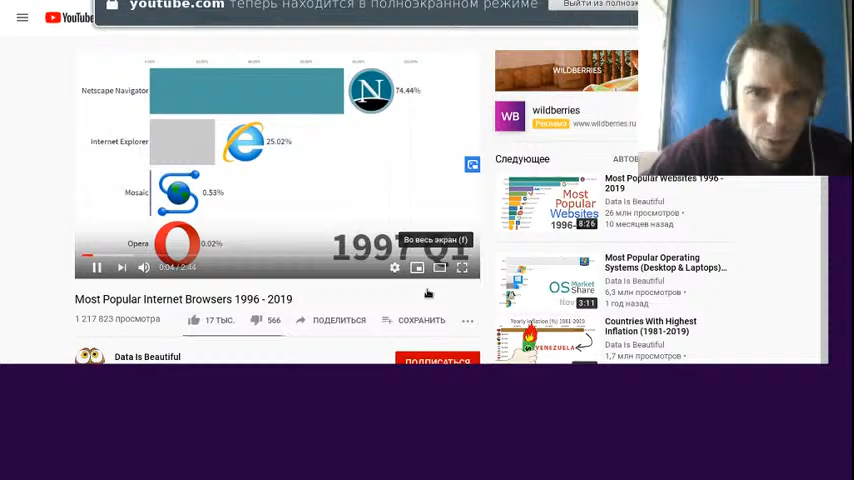 youtube.com теперь находится в полноэкранном режиме
YouTube
Netscape Navigator
N
74.44%
Internet Explorer
25.02%
Mosaic
0.53%
Opera
0.02%
1997 Q1
Во весь экран (f)
0:04 / 2:44
Most Popular Internet Browsers 1996 - 2019
1 217 823 просмотра
17 ТЫС.
566
ПОДЕЛИТЬСЯ
СОХРАНИТЬ
Data Is Beautiful
ПОДПИСАТЬСЯ
WILDBERRIES
WB
wildberries
Реклама
www.wildberries.ru
Следующее
Most Popular Websites 1996 -
2019
Data Is Beautiful
26 млн просмотров •
10 месяцев назад
Most
Popular
Websites
8:26
Most Popular Operating
Systems (Desktop & Laptops)...
Data Is Beautiful
6,3 млн просмотров •
1 год назад
OS Market
Share
Nov
3:11
Countries With Highest
Inflation (1981-2019)
Data Is Beautiful
1,7 млн просмотров •
Yearly Inflation (%) 1981-2019
VENEZUELA